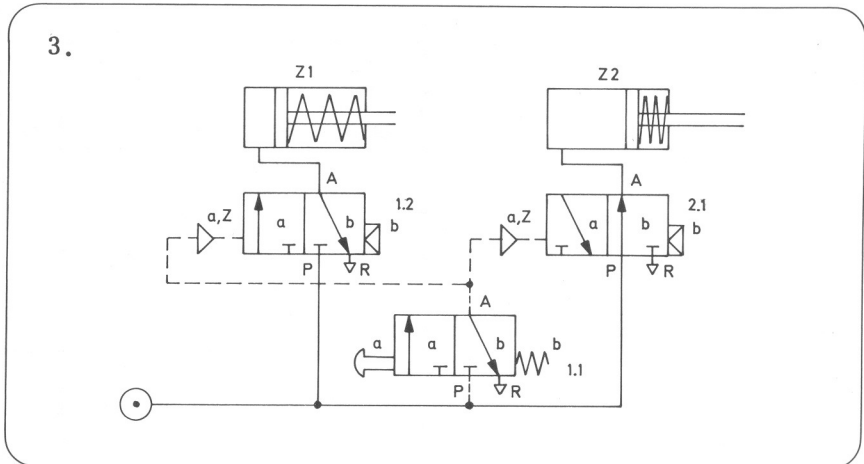 3.
Z1 Z2
A A
1.2 2.1
a,Z a b b a,Z a b b
P R P R
A
a a b b
1.1
P R